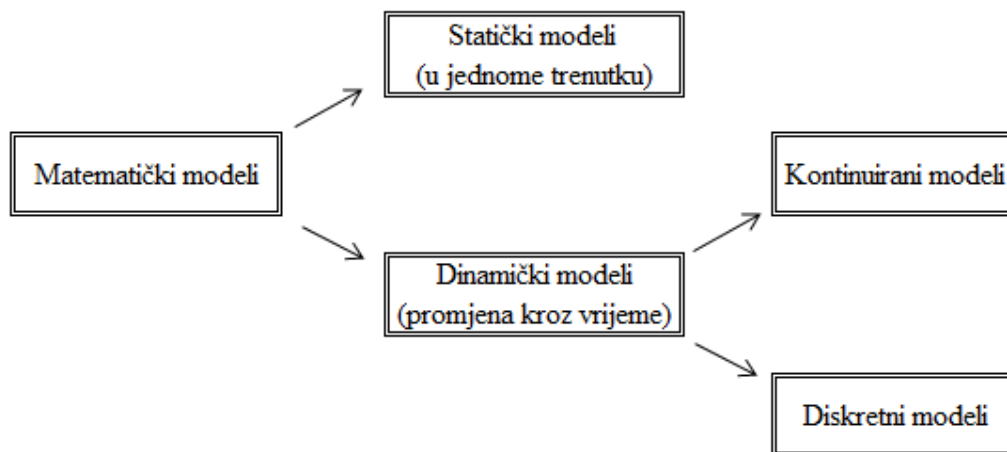 Statički modeli
(u jednome trenutku)
Matematički modeli
Kontinuirani modeli
Dinamički modeli
(promjena kroz vrijeme)
Diskretni modeli